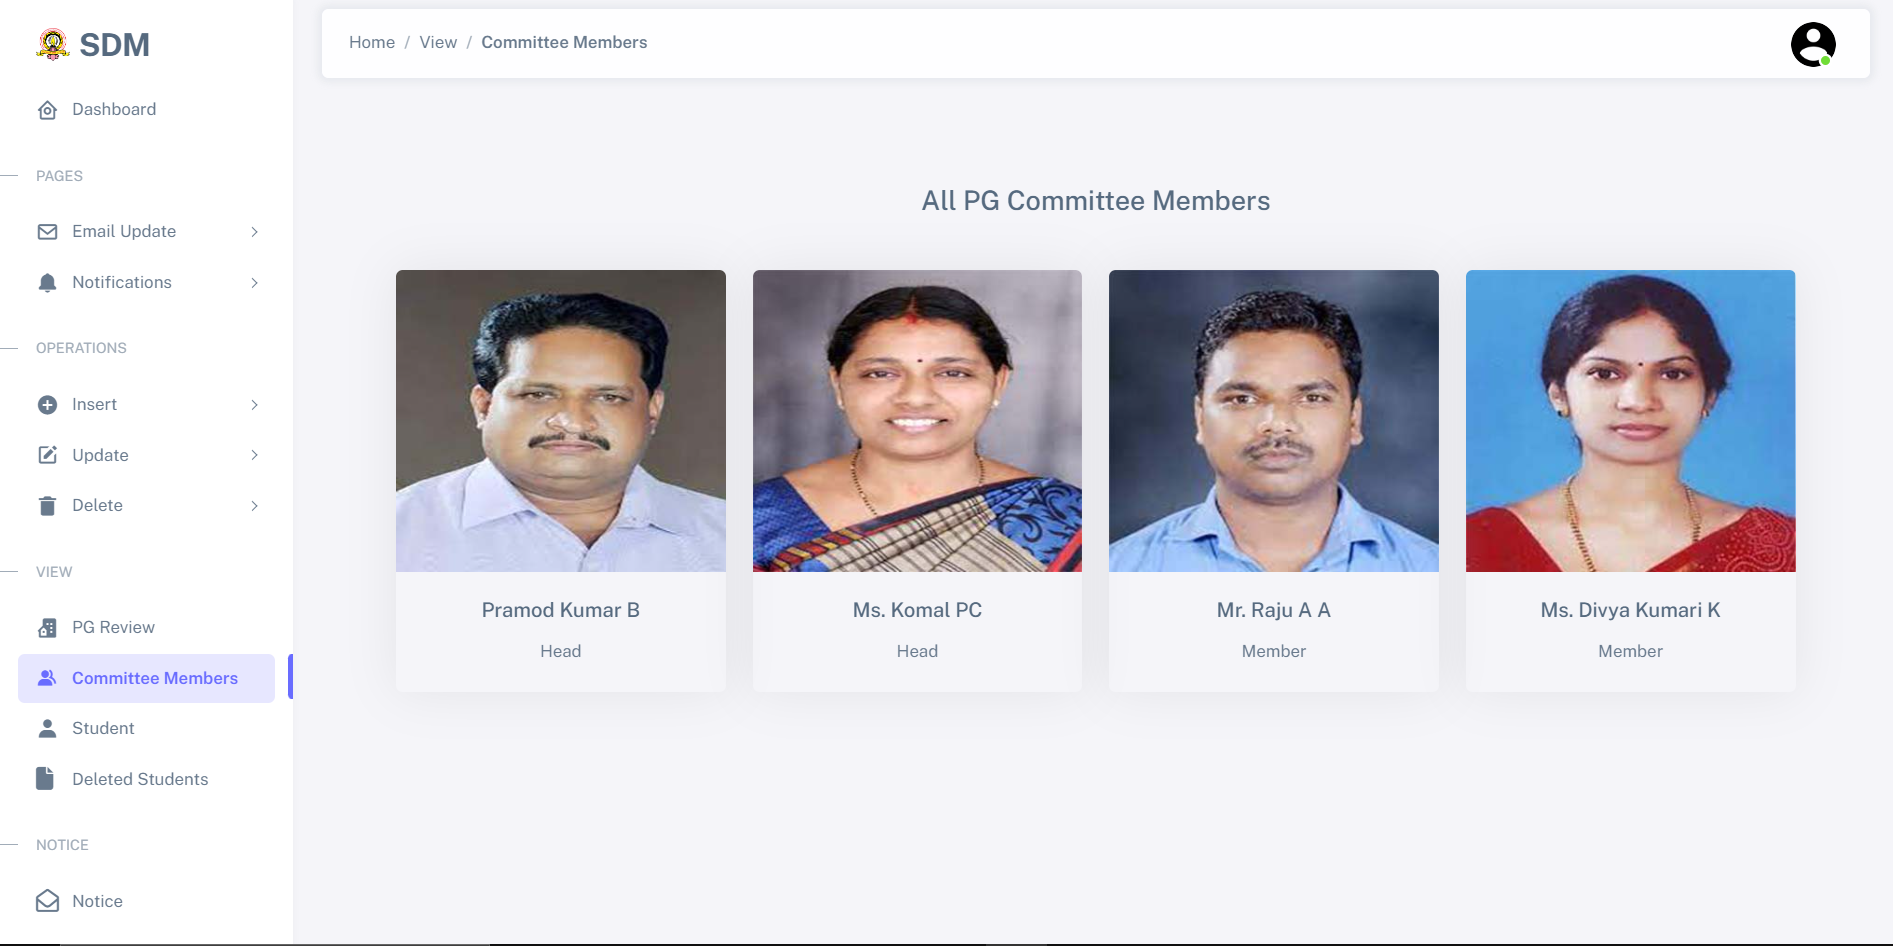 SDM
Dashboard
PAGES
Email Update
Notifications
OPERATIONS
Insert
Update
Delete
VIEW
PG Review
Committee Members
Student
Deleted Students
NOTICE
Notice
Home / View / Committee Members
All PG Committee Members
Pramod Kumar B
Head
Ms. Komal PC
Head
Mr. Raju A A
Member
Ms. Divya Kumari K
Member